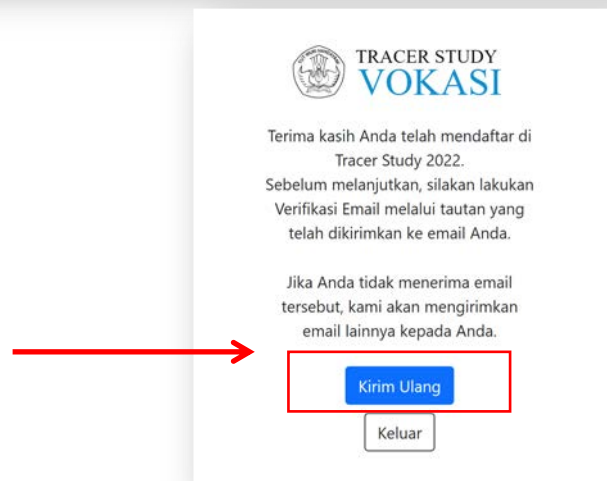 TRACER STUDY
VOKASI
Terima kasih Anda telah mendaftar di
Tracer Study 2022.
Sebelum melanjutkan, silakan lakukan
Verifikasi Email melalui tautan yang
telah dikirimkan ke email Anda.
Jika Anda tidak menerima email
tersebut, kami akan mengirimkan
email lainnya kepada Anda.
Kirim Ulang
Keluar